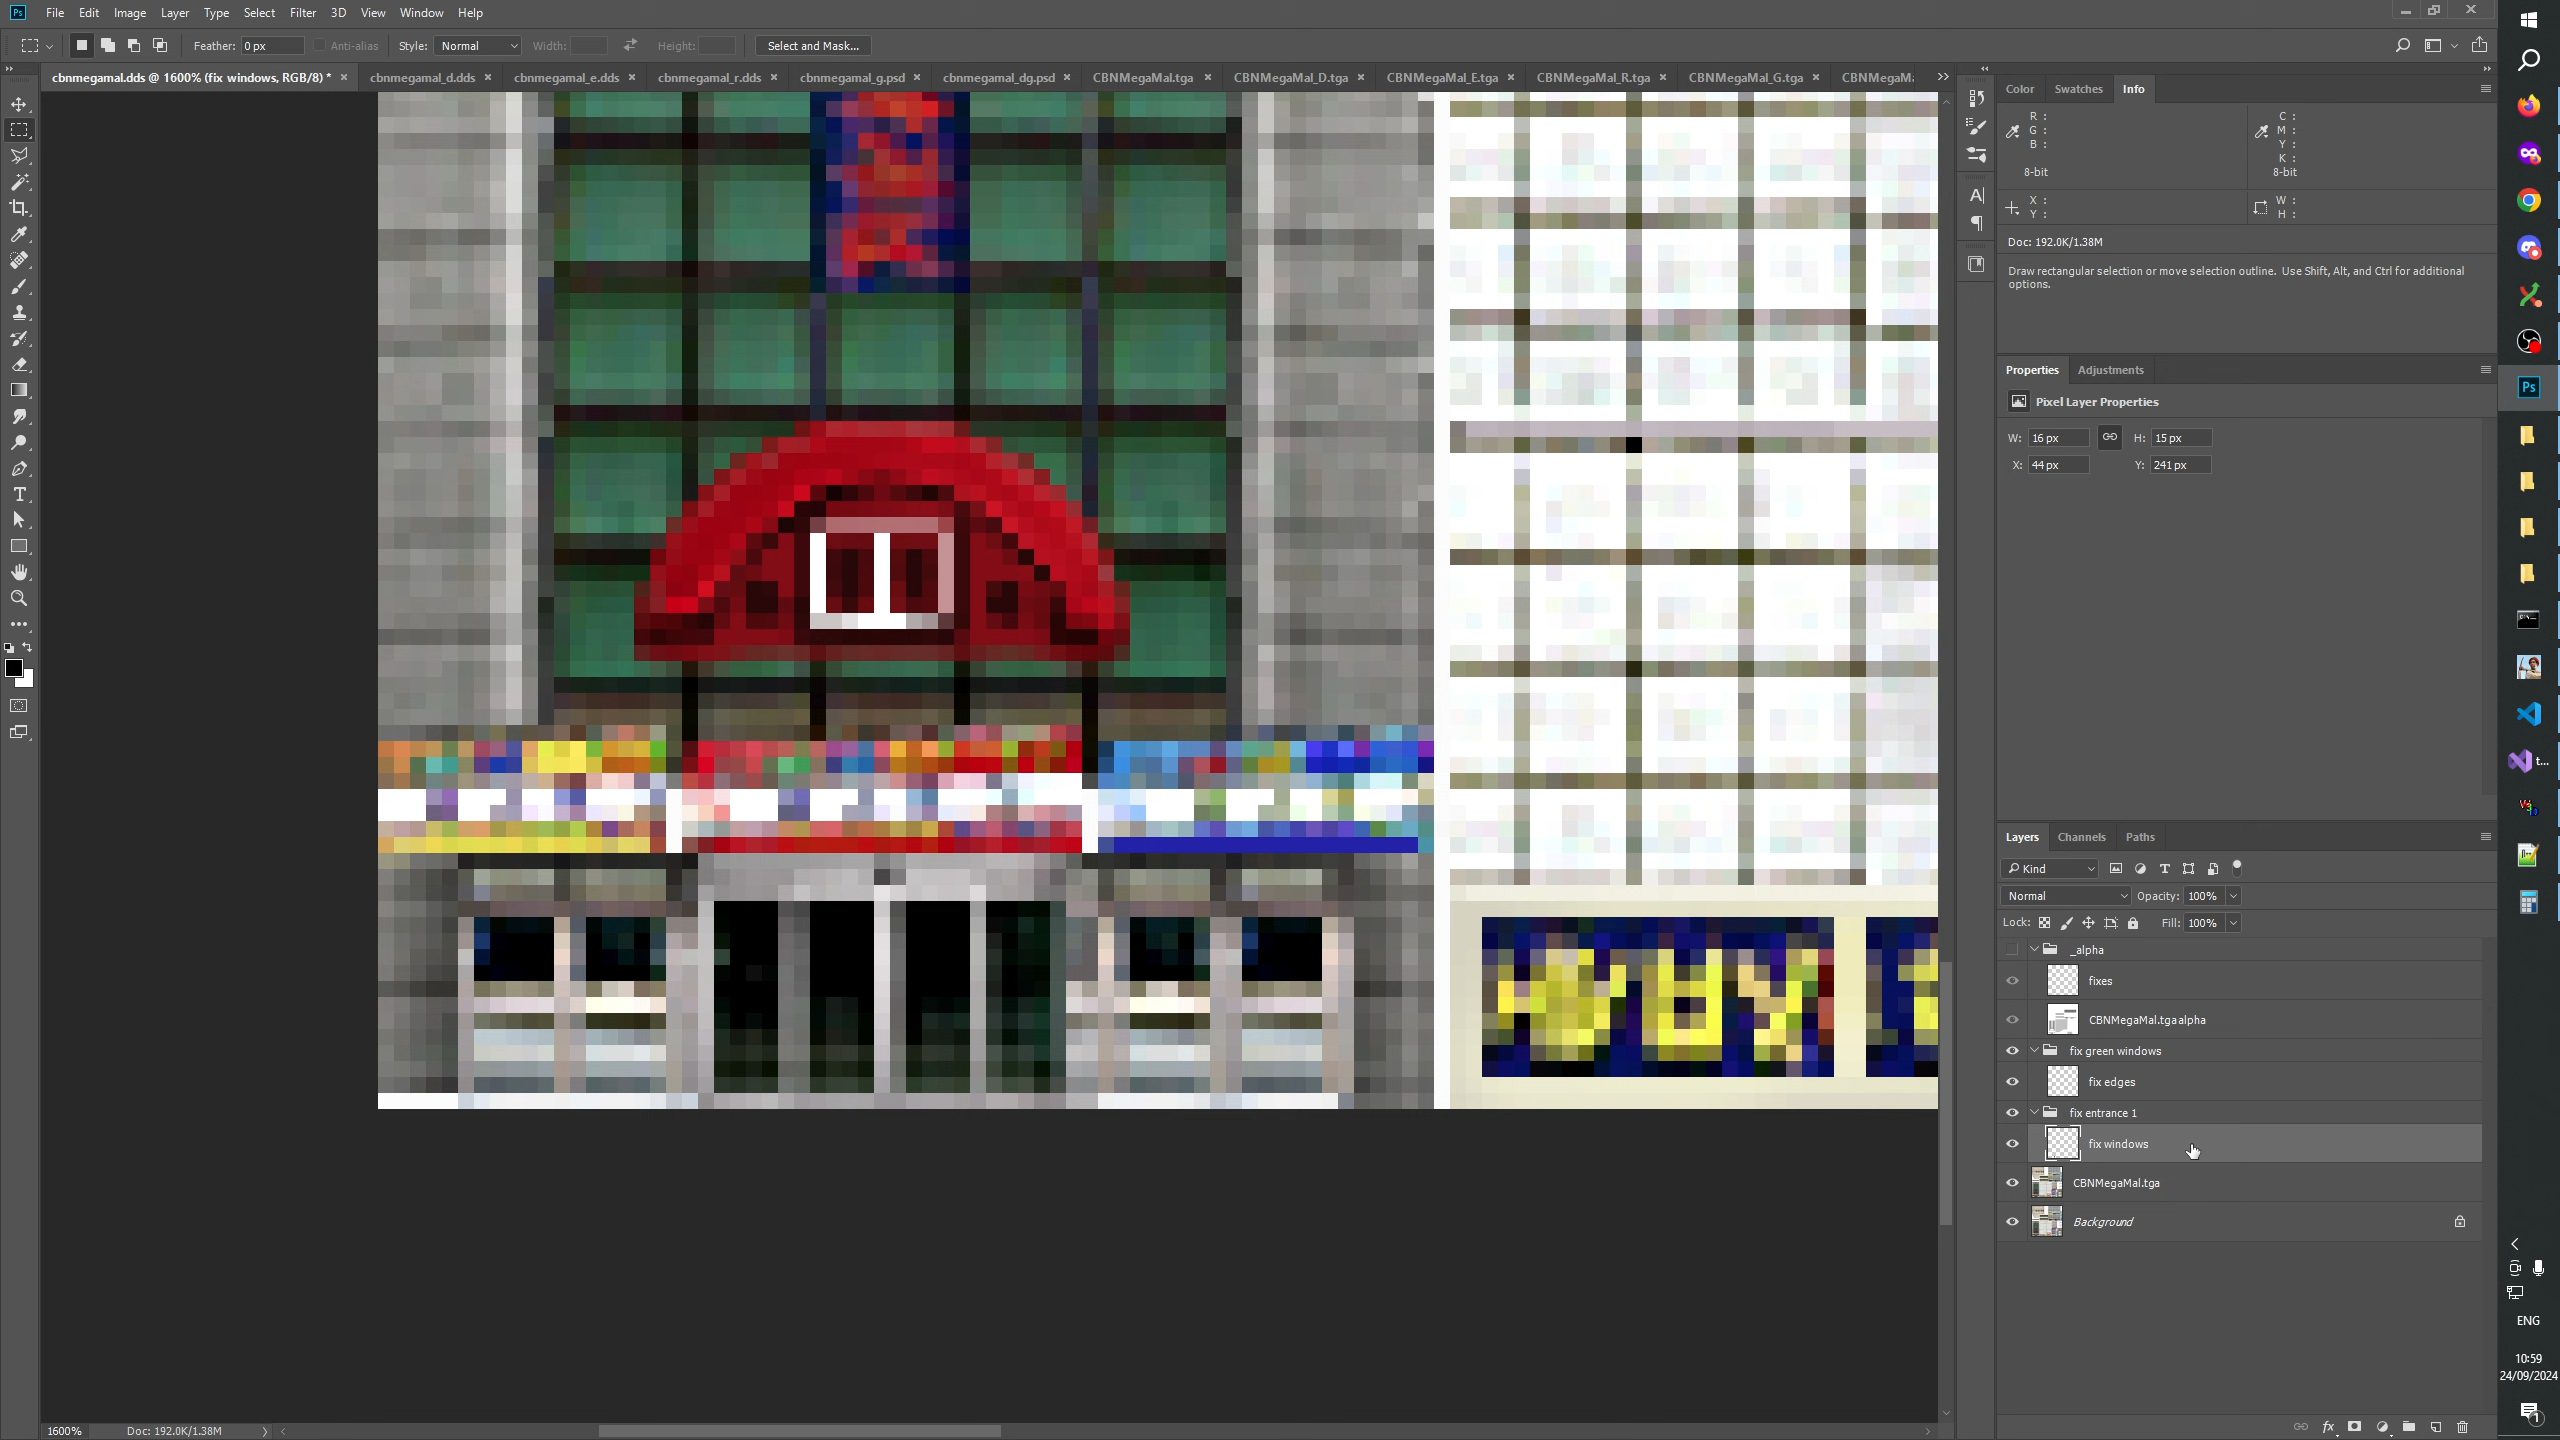 Ps File Edit Image Layer Type Select Filter 3D View Window Help
Feather: 0 px Anti-alias Style: Normal Width: Height: Select and Mask...
cbnmegamal.dds @ 1600% (fix windows, RGB/8) * × cbnmegamal_d.dds × cbnmegamal_e.dds × cbnmegamal_r.dds × cbnmegamal_g.psd × cbnmegamal_dg.psd × CBNMegaMal.tga × CBNMegaMal_D.tga × CBNMegaMal_E.tga × CBNMegaMal_R.tga × CBNMegaMal_G.tga × CBNMegaMa
Color Swatches Info
R : C :
G : M :
B : Y :
K :
8-bit 8-bit
X : W :
Y : H :
Doc: 192.0K/1.38M
Draw rectangular selection or move selection outline. Use Shift, Alt, and Ctrl for additional
options.
Properties Adjustments
Pixel Layer Properties
W: 16 px H: 15 px
X: 44 px Y: 241 px
Layers Channels Paths
Kind
Normal Opacity: 100%
Lock: Fill: 100%
_alpha
fixes
CBNMegaMal.tga alpha
fix green windows
fix edges
fix entrance 1
fix windows
CBNMegaMal.tga
Background
1600% Doc: 192.0K/1.38M
Ps
t...
ENG
10:59
24/09/2024
1